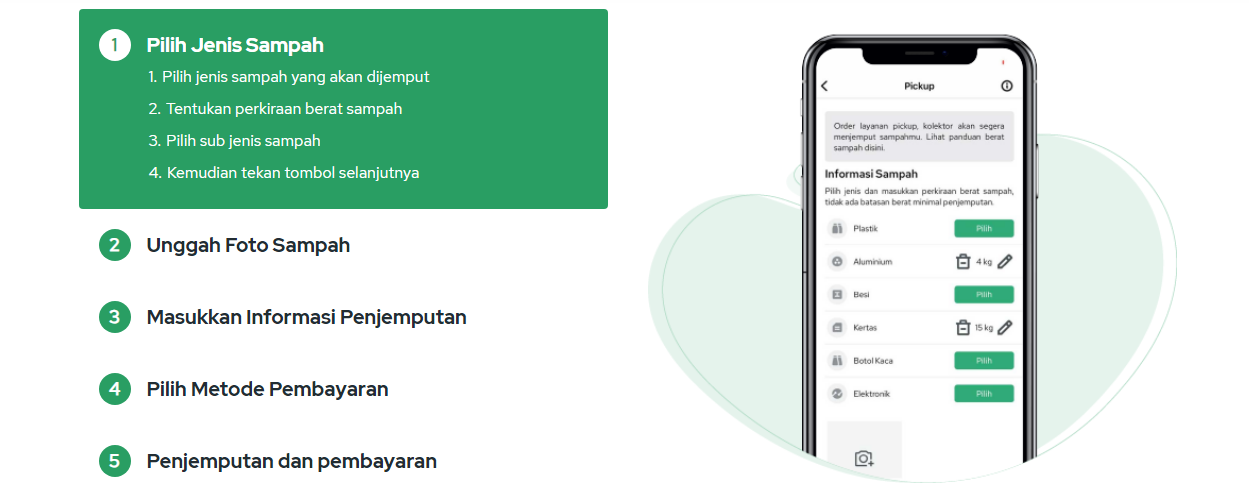 1 Pilih Jenis Sampah
1. Pilih jenis sampah yang akan dijemput
2. Tentukan perkiraan berat sampah
3. Pilih sub jenis sampah
4. Kemudian tekan tombol selanjutnya
2 Unggah Foto Sampah
3 Masukkan Informasi Penjemputan
4 Pilih Metode Pembayaran
5 Penjemputan dan pembayaran
Pickup
Order layanan pickup, kolektor akan segera
menjemput sampahmu. Lihat panduan berat
sampah disini.
Informasi Sampah
Pilih jenis dan masukkan perkiraan berat sampah,
tidak ada batasan berat minimal penjemputan.
Plastik Pilih
Aluminium 4 kg
Besi Pilih
Kertas 15 kg
Botol Kaca Pilih
Elektronik Pilih